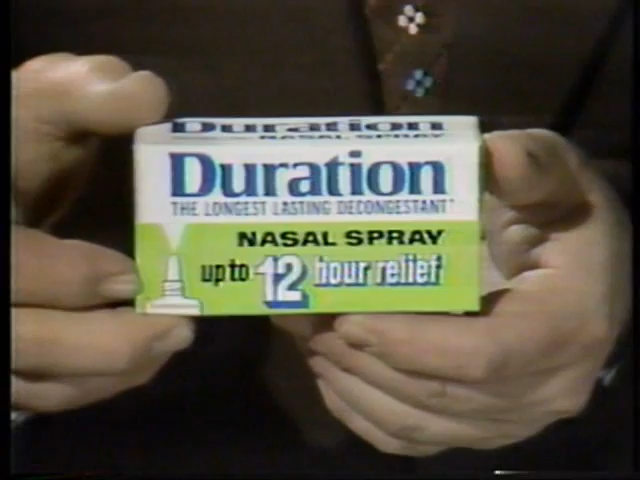 Duration
NASAL SPRAY
Duration
THE LONGEST LASTING DECONGESTANT*
NASAL SPRAY
up to 12 hour relief